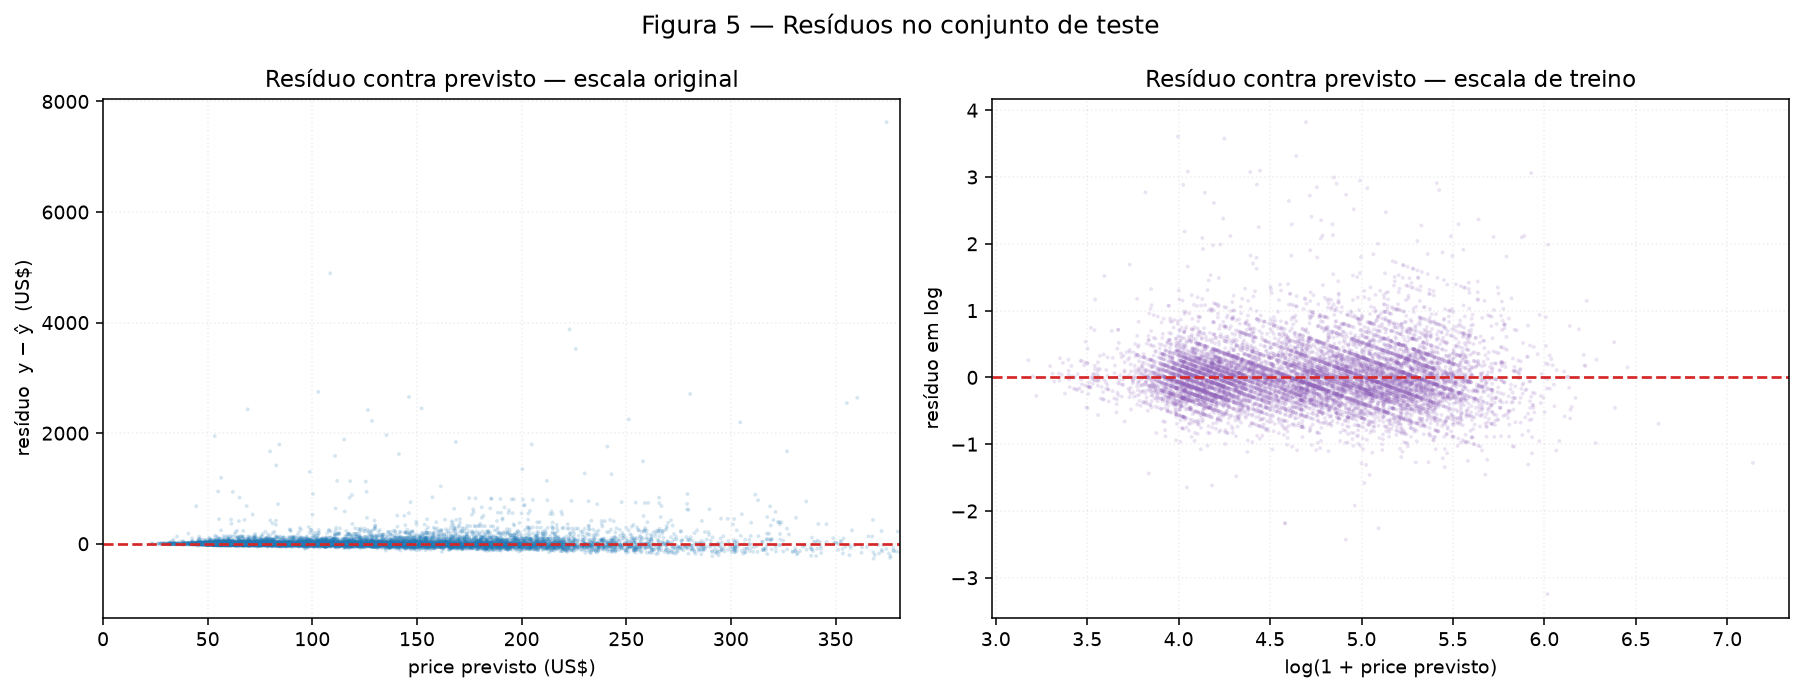 Figura 5 — Resíduos no conjunto de teste
Resíduo contra previsto — escala original
8000
6000
4000
2000
0
resíduo  y − ŷ  (US$)
0 50 100 150 200 250 300 350
price previsto (US$)
Resíduo contra previsto — escala de treino
4
3
2
1
0
−1
−2
−3
resíduo em log
3.0 3.5 4.0 4.5 5.0 5.5 6.0 6.5 7.0
log(1 + price previsto)